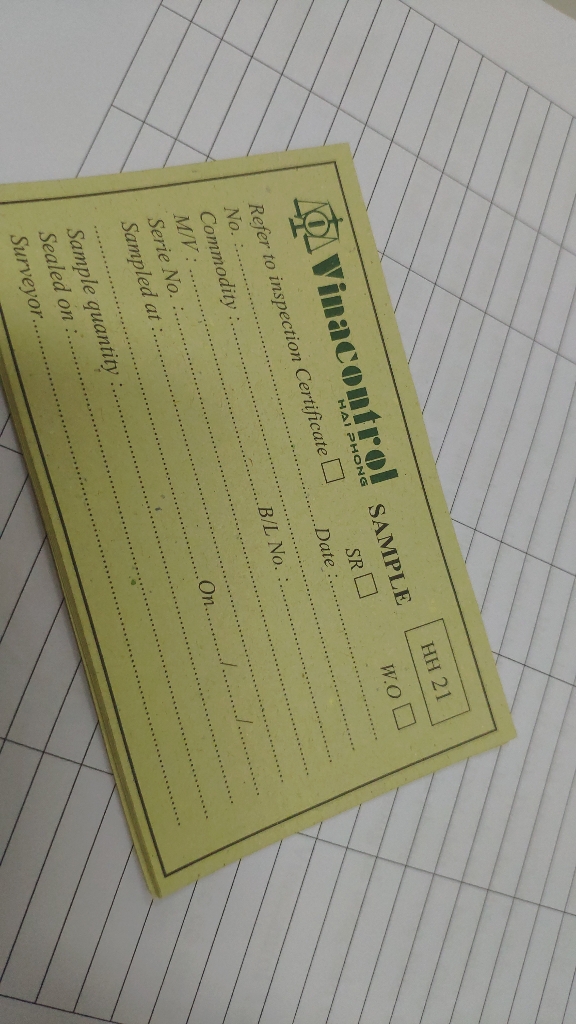 Vinacontrol SAMPLE HH 21
HAI PHONG
Refer to inspection Certificate SR W.O
No. : Date :
Commodity :
M/V : B/L No. :
Serie No. :
Sampled at : On / /
Sample quantity :
Sealed on :
Surveyor